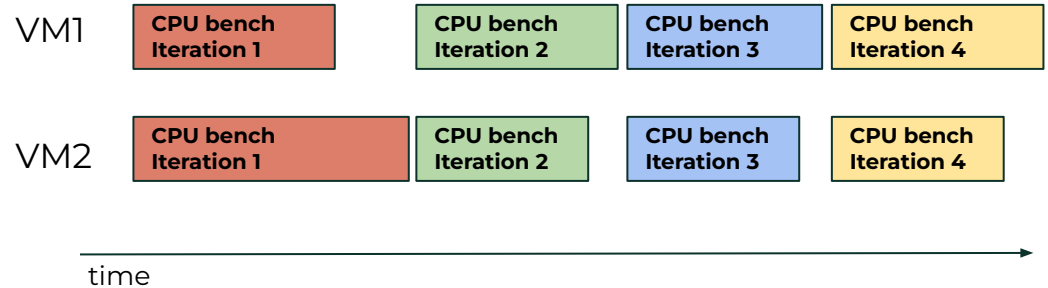 VM1
CPU bench
Iteration 1
CPU bench
Iteration 2
CPU bench
Iteration 3
CPU bench
Iteration 4
VM2
CPU bench
Iteration 1
CPU bench
Iteration 2
CPU bench
Iteration 3
CPU bench
Iteration 4
time